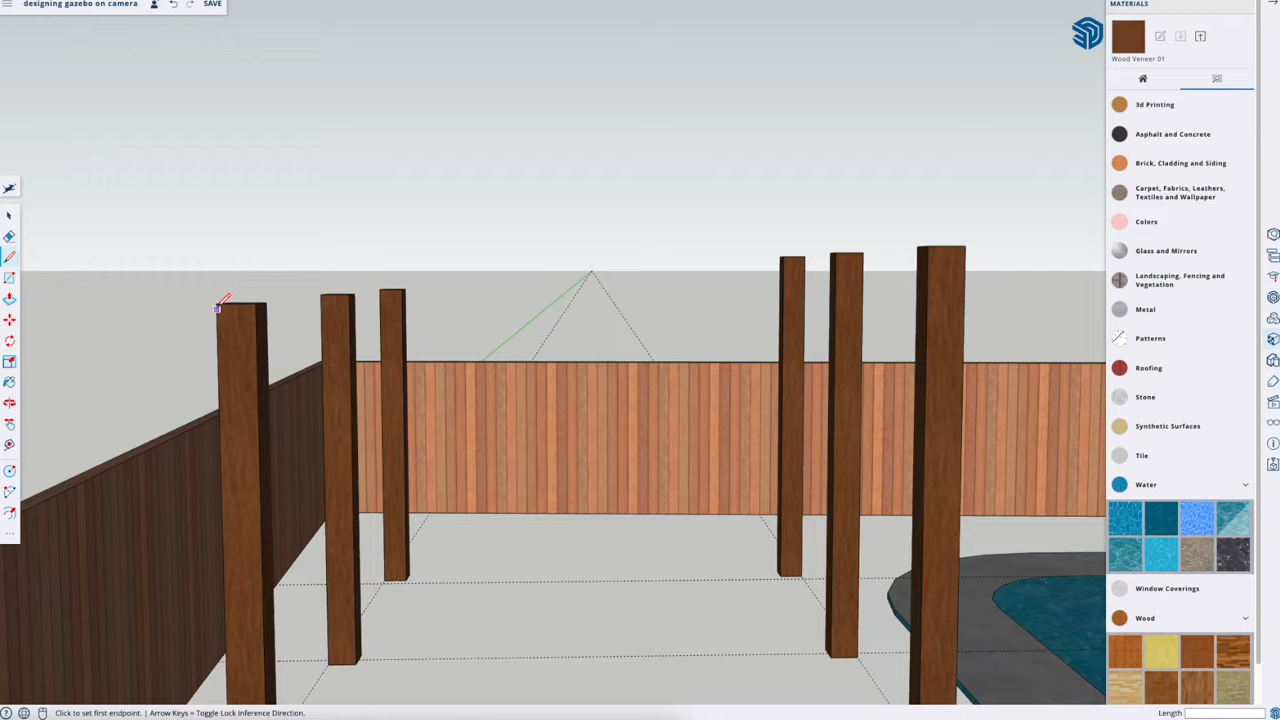 designing gazebo on camera
SAVE
MATERIALS
Wood Veneer 01
3d Printing
Asphalt and Concrete
Brick, Cladding and Siding
Carpet, Fabrics, Leathers,
Textiles and Wallpaper
Colors
Glass and Mirrors
Landscaping, Fencing and
Vegetation
Metal
Patterns
Roofing
Stone
Synthetic Surfaces
Tile
Water
Window Coverings
Wood
Click to set first endpoint. | Arrow Keys = Toggle Lock Inference Direction.
Length